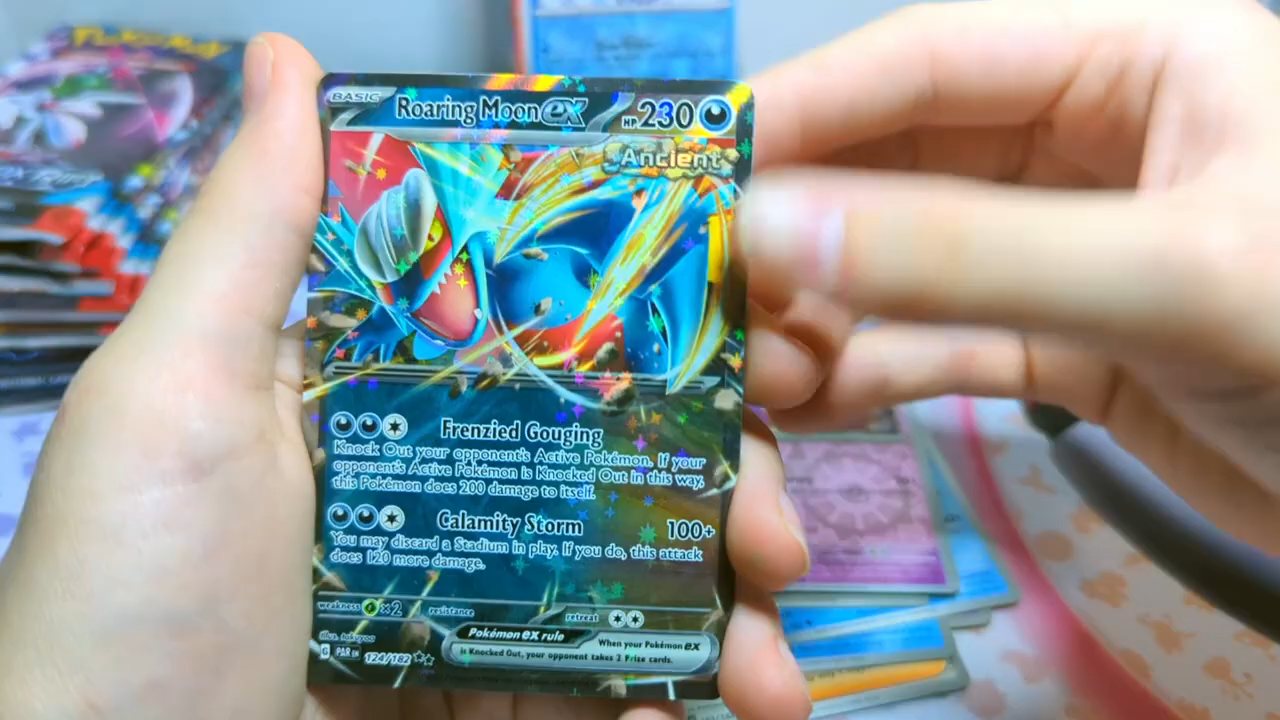 POKÉMON
BASIC
Roaring Moon ex
HP 230
Ancient
Frenzied Gouging
Knock Out your opponent's Active Pokémon. If your
opponent's Active Pokémon is Knocked Out in this way,
this Pokémon does 200 damage to itself.
Calamity Storm 100+
You may discard a Stadium in play. If you do, this attack
does 120 more damage.
weakness ×2 resistance retreat
Pokémon ex rule
When your Pokémon ex
is Knocked Out, your opponent takes 2 Prize cards.
G PAR EN 124/182